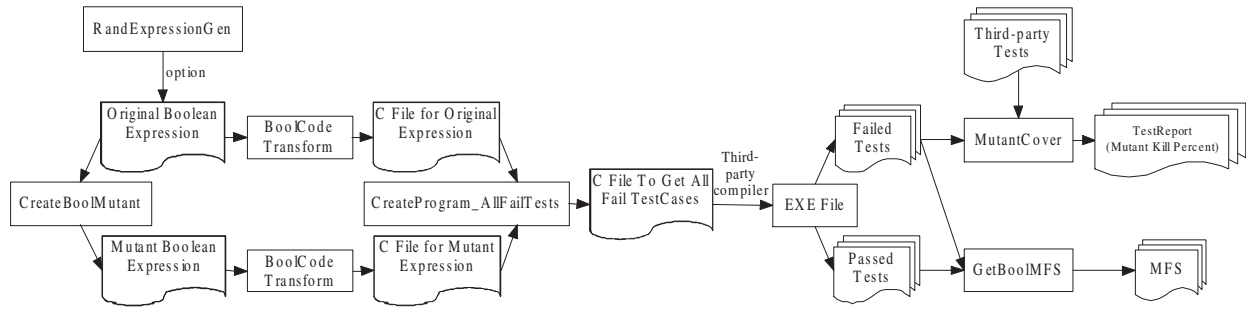 RandExpressionGen
option
Original Boolean
Expression
BoolCode
Transform
C File for Original
Expression
CreateBoolMutant
CreateProgram_AllFailTests
Mutant Boolean
Expression
BoolCode
Transform
C File for Mutant
Expression
C File To Get All
Fail TestCases
Third-
party
compiler
EXE File
Failed
Tests
Passed
Tests
Third-party
Tests
MutantCover
TestReport
(Mutant Kill Percent)
GetBoolMFS
MFS